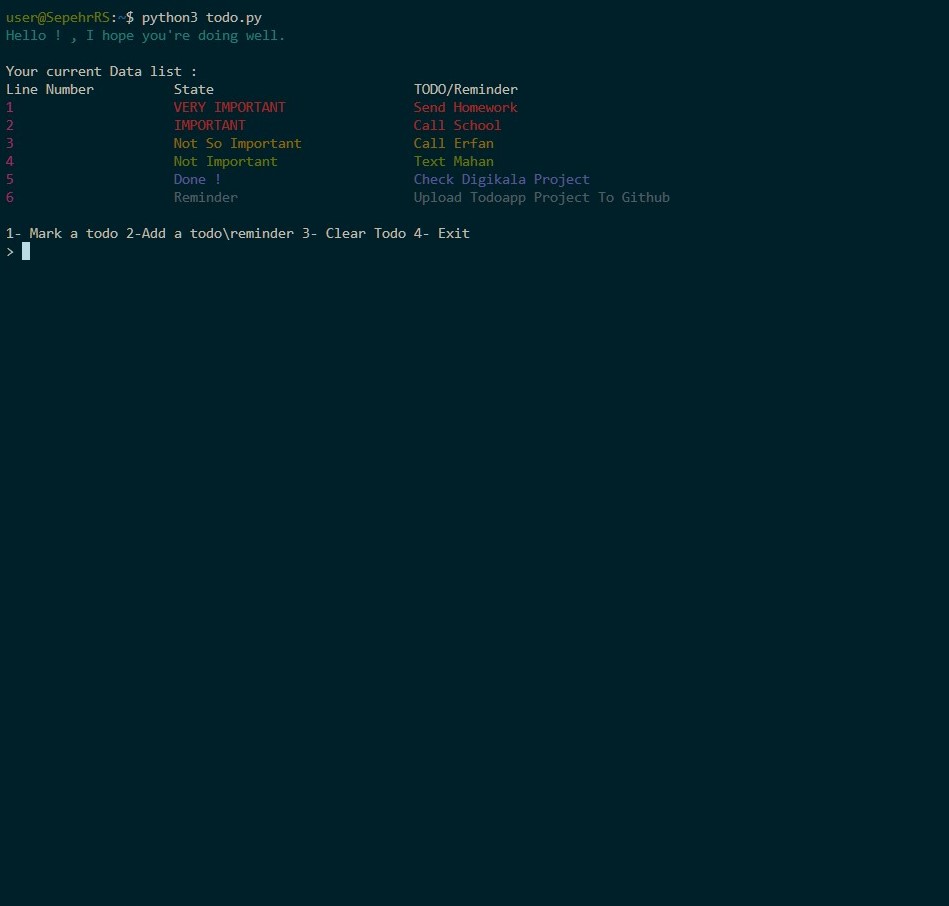 user@SepehrRS:~$ python3 todo.py
Hello ! , I hope you're doing well.
Your current Data list :
Line Number State TODO/Reminder
1 VERY IMPORTANT Send Homework
2 IMPORTANT Call School
3 Not So Important Call Erfan
4 Not Important Text Mahan
5 Done ! Check Digikala Project
6 Reminder Upload Todoapp Project To Github
1- Mark a todo 2-Add a todo\reminder 3- Clear Todo 4- Exit
>